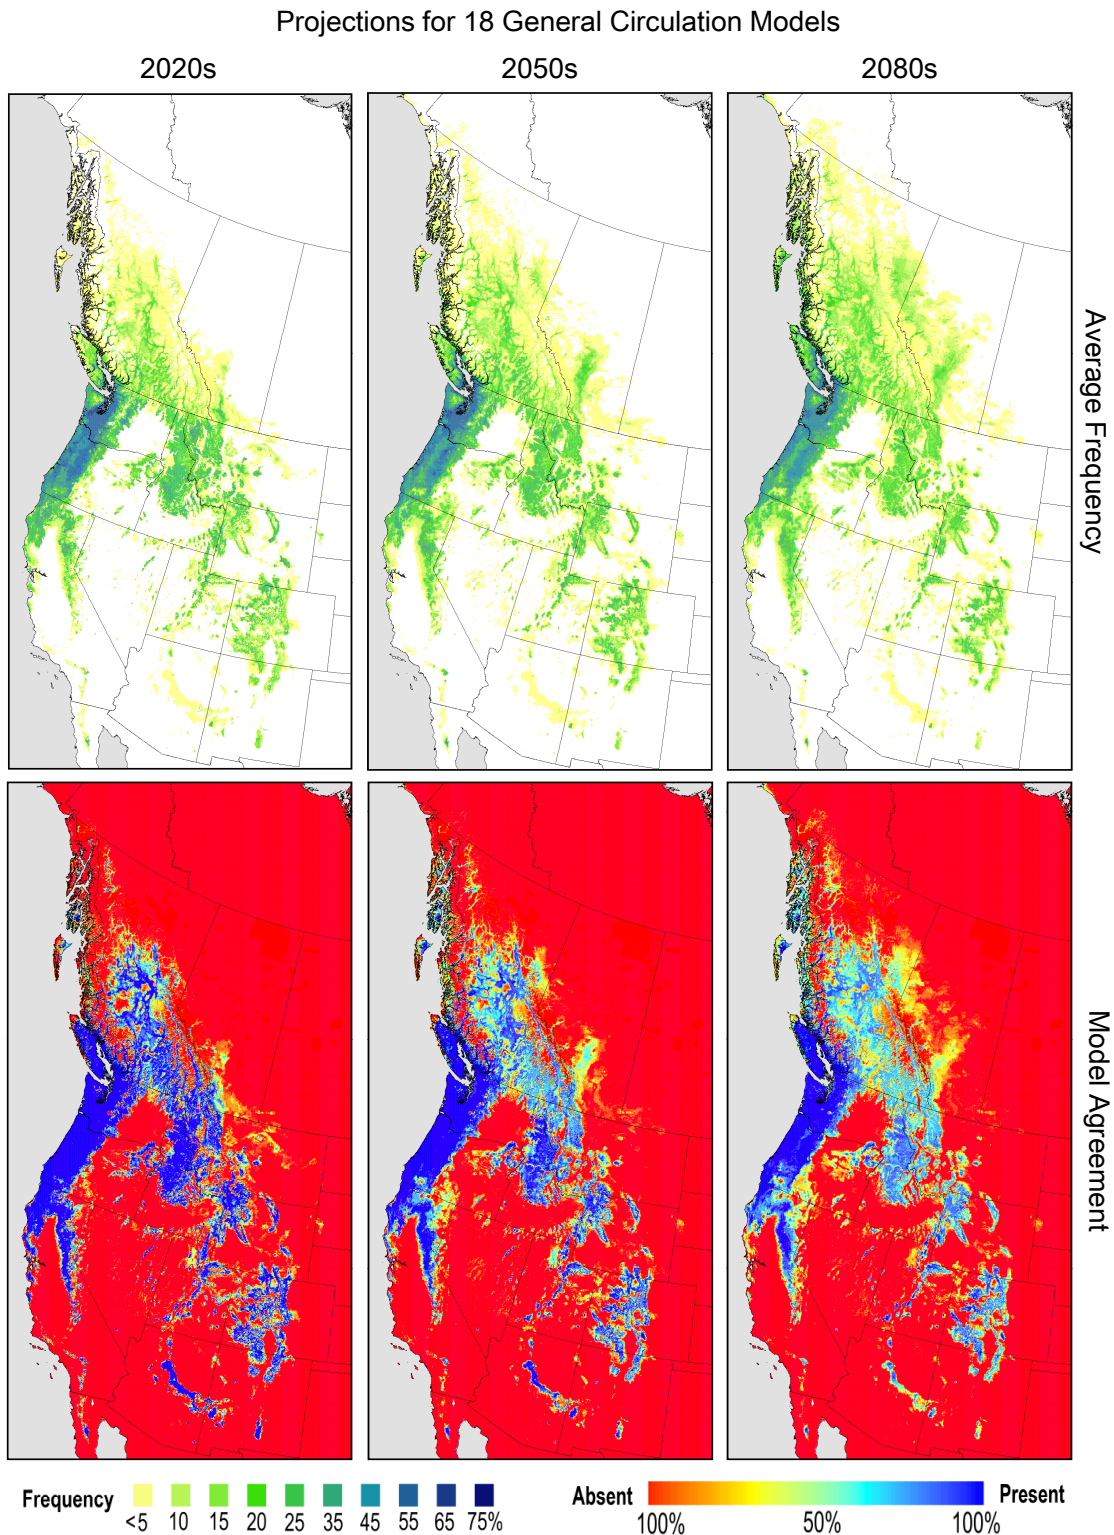 Projections for 18 General Circulation Models
2020s
2050s
2080s
Average Frequency
Model Agreement
Frequency
<5 10 15 20 25 35 45 55 65 75%
Absent
Present
100% 50% 100%